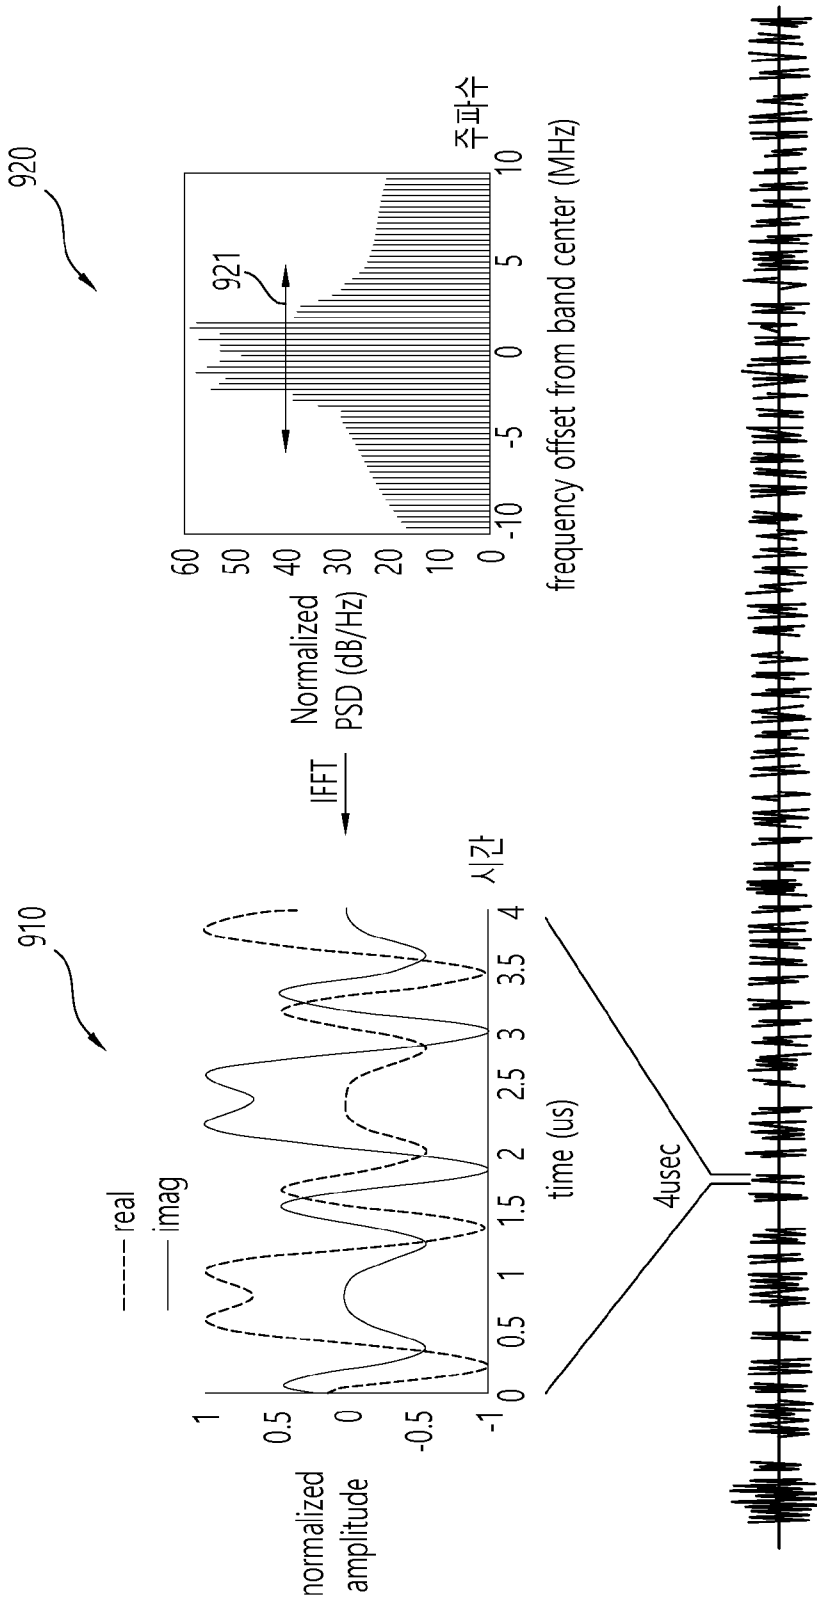 910
920
real
imag
normalized
amplitude
1
0.5
0
-0.5
-1
0 0.5 1 1.5 2 2.5 3 3.5 4
시간
time (us)
IFFT
Normalized
PSD (dB/Hz)
60
50
40
30
20
10
0
921
-10 -5 0 5 10
주파수
frequency offset from band center (MHz)
4usec